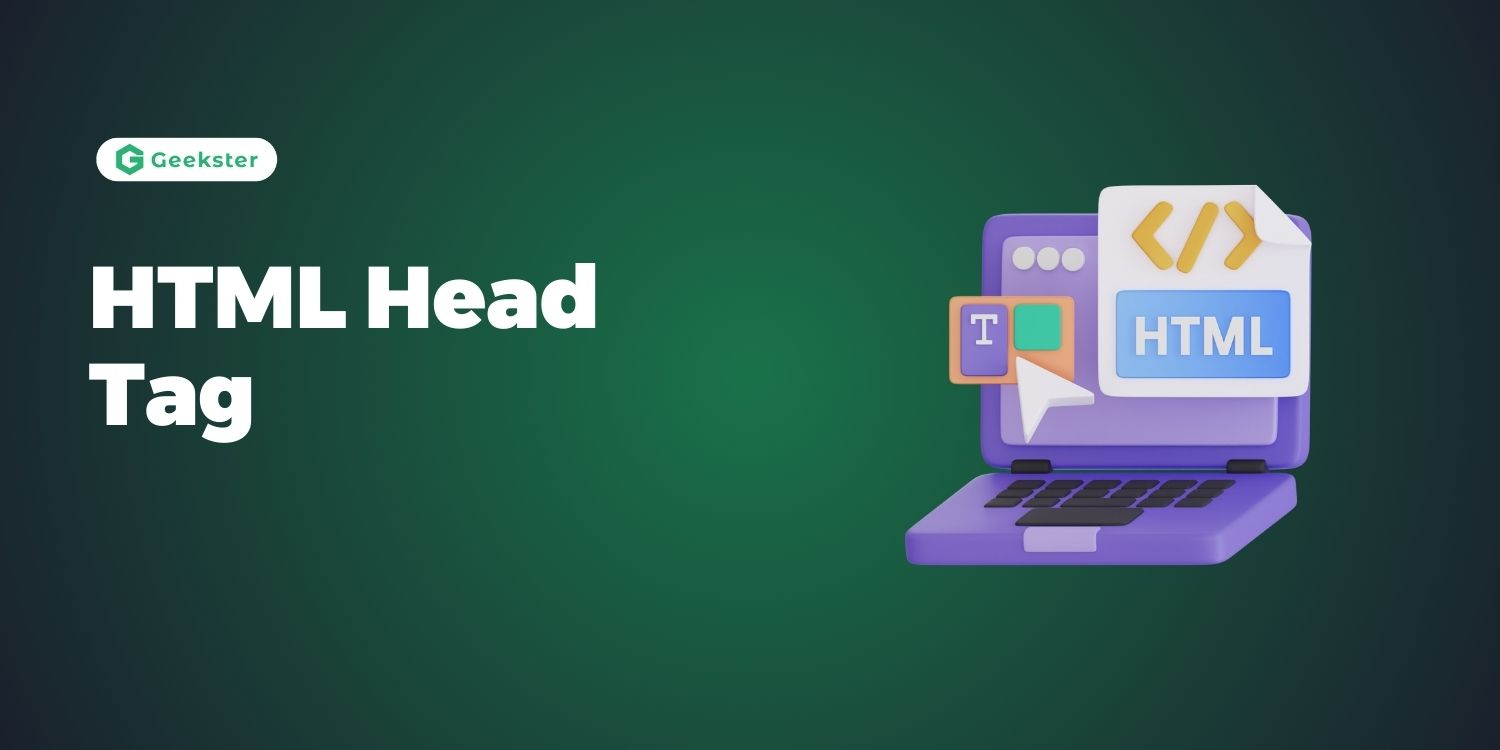 Geekster
HTML Head
Tag
</>
T
HTML